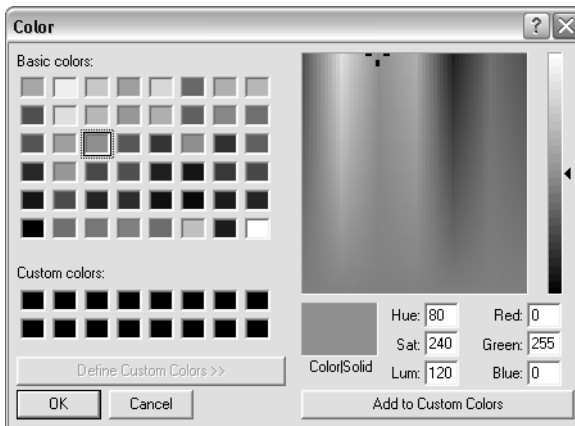 Color
Basic colors:
Custom colors:
Define Custom Colors >>
OK Cancel
Color|Solid
Hue: 80 Red: 0
Sat: 240 Green: 255
Lum: 120 Blue: 0
Add to Custom Colors